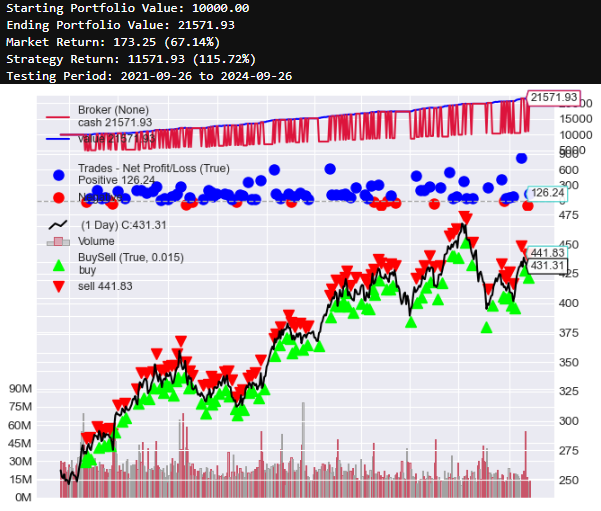 Starting Portfolio Value: 10000.00
Ending Portfolio Value: 21571.93
Market Return: 173.25 (67.14%)
Strategy Return: 11571.93 (115.72%)
Testing Period: 2021-09-26 to 2024-09-26
Broker (None)
cash 21571.93
value 21571.93
21571.93
15000
10000
5000
Trades - Net Profit/Loss (True)
Positive 126.24
900
600
300
126.24
0
(1 Day) C:431.31
Volume
BuySell (True, 0.015)
buy
sell 441.83
475
450
441.83
431.31
425
400
375
350
325
300
275
250
90M
75M
60M
45M
30M
15M
0M